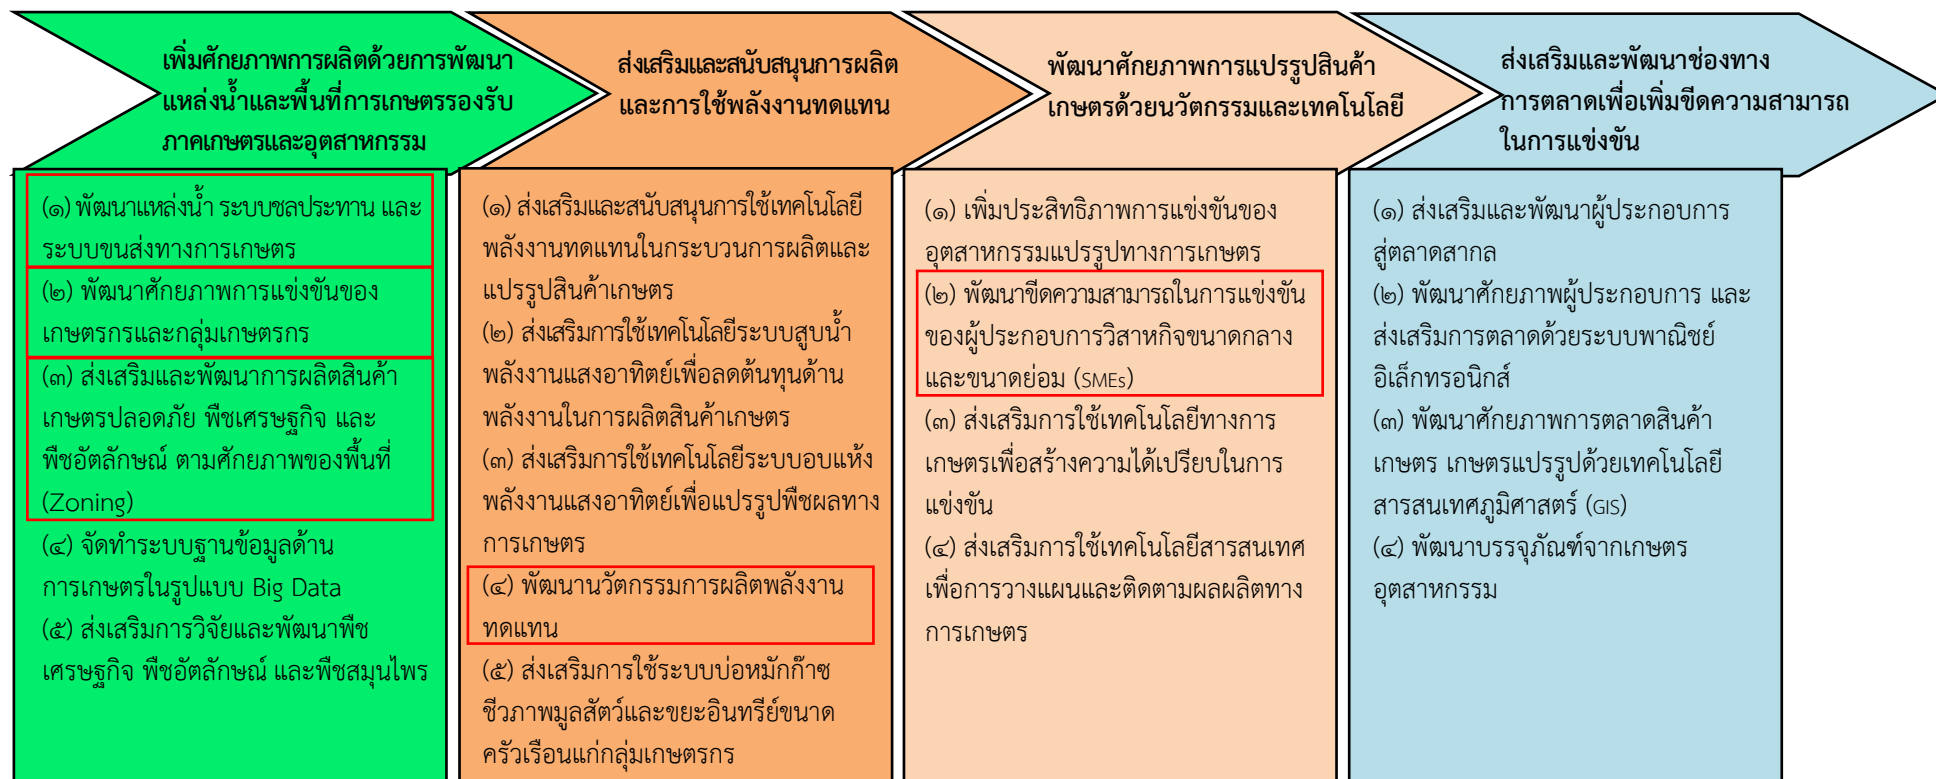 เพิ่มศักยภาพการผลิตด้วยการพัฒนา
แหล่งน้ำและพื้นที่การเกษตรรองรับ
ภาคเกษตรและอุตสาหกรรม
(๑) พัฒนาแหล่งน้ำ ระบบชลประทาน และ
ระบบขนส่งทางการเกษตร
(๒) พัฒนาศักยภาพการแข่งขันของ
เกษตรกรและกลุ่มเกษตรกร
(๓) ส่งเสริมและพัฒนาการผลิตสินค้า
เกษตรปลอดภัย พืชเศรษฐกิจ และ
พืชอัตลักษณ์ ตามศักยภาพของพื้นที่
(Zoning)
(๔) จัดทำระบบฐานข้อมูลด้าน
การเกษตรในรูปแบบ Big Data
(๕) ส่งเสริมการวิจัยและพัฒนาพืช
เศรษฐกิจ พืชอัตลักษณ์ และพืชสมุนไพร
ส่งเสริมและสนับสนุนการผลิต
และการใช้พลังงานทดแทน
(๑) ส่งเสริมและสนับสนุนการใช้เทคโนโลยี
พลังงานทดแทนในกระบวนการผลิตและ
แปรรูปสินค้าเกษตร
(๒) ส่งเสริมการใช้เทคโนโลยีระบบสูบน้ำ
พลังงานแสงอาทิตย์เพื่อลดต้นทุนด้าน
พลังงานในการผลิตสินค้าเกษตร
(๓) ส่งเสริมการใช้เทคโนโลยีระบบอบแห้ง
พลังงานแสงอาทิตย์เพื่อแปรรูปพืชผลทาง
การเกษตร
(๔) พัฒนานวัตกรรมการผลิตพลังงาน
ทดแทน
(๕) ส่งเสริมการใช้ระบบบ่อหมักก๊าซ
ชีวภาพมูลสัตว์และขยะอินทรีย์ขนาด
ครัวเรือนแก่กลุ่มเกษตรกร
พัฒนาศักยภาพการแปรรูปสินค้า
เกษตรด้วยนวัตกรรมและเทคโนโลยี
(๑) เพิ่มประสิทธิภาพการแข่งขันของ
อุตสาหกรรมแปรรูปทางการเกษตร
(๒) พัฒนาขีดความสามารถในการแข่งขัน
ของผู้ประกอบการวิสาหกิจขนาดกลาง
และขนาดย่อม (SMEs)
(๓) ส่งเสริมการใช้เทคโนโลยีทางการ
เกษตรเพื่อสร้างความได้เปรียบในการ
แข่งขัน
(๔) ส่งเสริมการใช้เทคโนโลยีสารสนเทศ
เพื่อการวางแผนและติดตามผลผลิตทาง
การเกษตร
ส่งเสริมและพัฒนาช่องทาง
การตลาดเพื่อเพิ่มขีดความสามารถ
ในการแข่งขัน
(๑) ส่งเสริมและพัฒนาผู้ประกอบการ
สู่ตลาดสากล
(๒) พัฒนาศักยภาพผู้ประกอบการ และ
ส่งเสริมการตลาดด้วยระบบพาณิชย์
อิเล็กทรอนิกส์
(๓) พัฒนาศักยภาพการตลาดสินค้า
เกษตร เกษตรแปรรูปด้วยเทคโนโลยี
สารสนเทศภูมิศาสตร์ (GIS)
(๔) พัฒนาบรรจุภัณฑ์จากเกษตร
อุตสาหกรรม